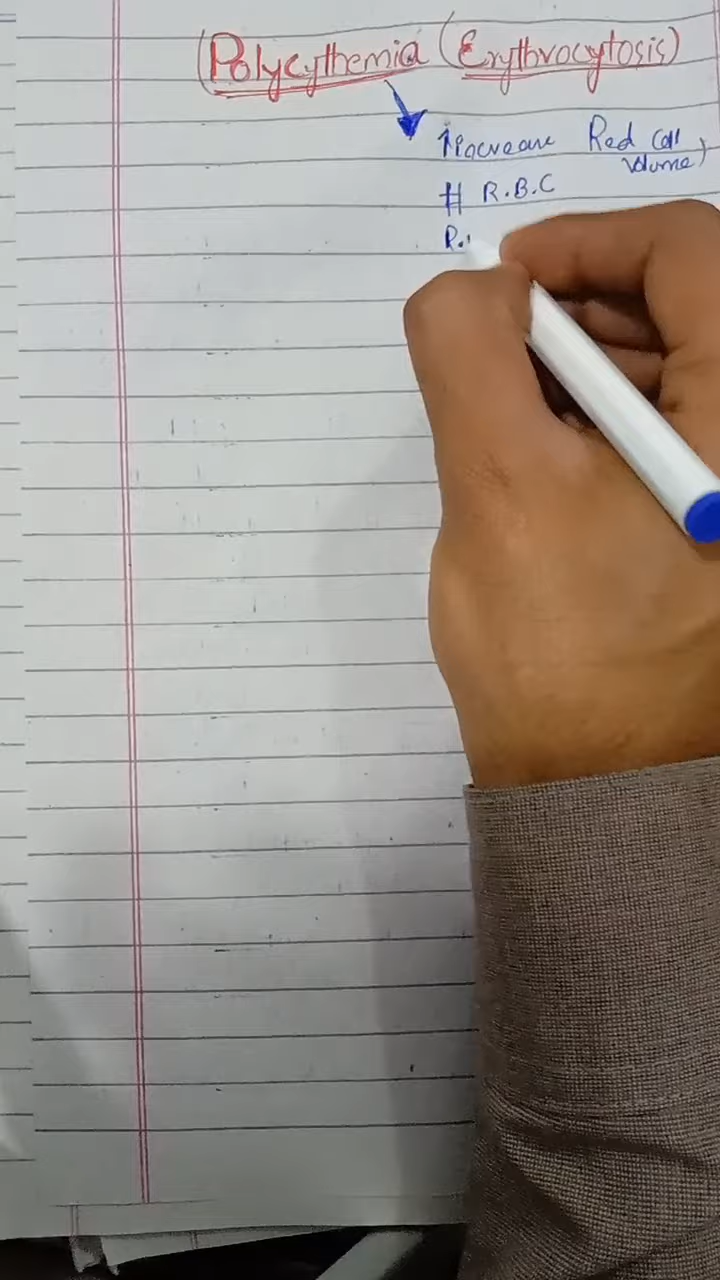 (Polycythemia (Erythrocytosis)
↑increase Red Cell Volume)
# R.B.C
R.